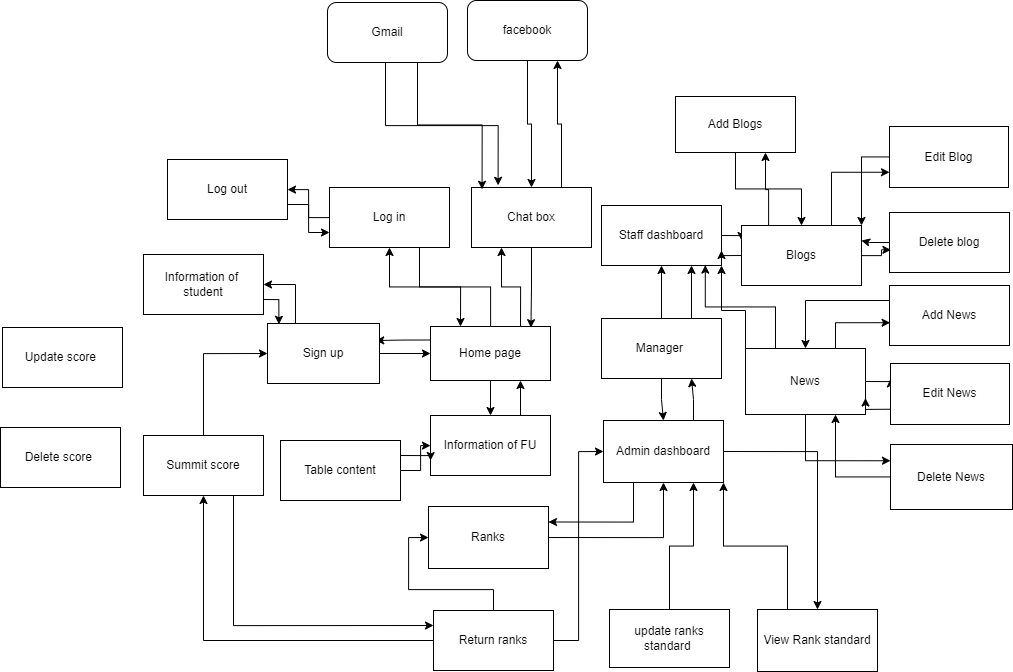 Gmail
facebook
Add Blogs
Edit Blog
Log out
Log in
Chat box
Staff dashboard
Blogs
Delete blog
Information of
student
Add News
Update score
Sign up
Home page
Manager
News
Edit News
Delete score
Summit score
Table content
Information of FU
Admin dashboard
Delete News
Ranks
Return ranks
update ranks
standard
View Rank standard